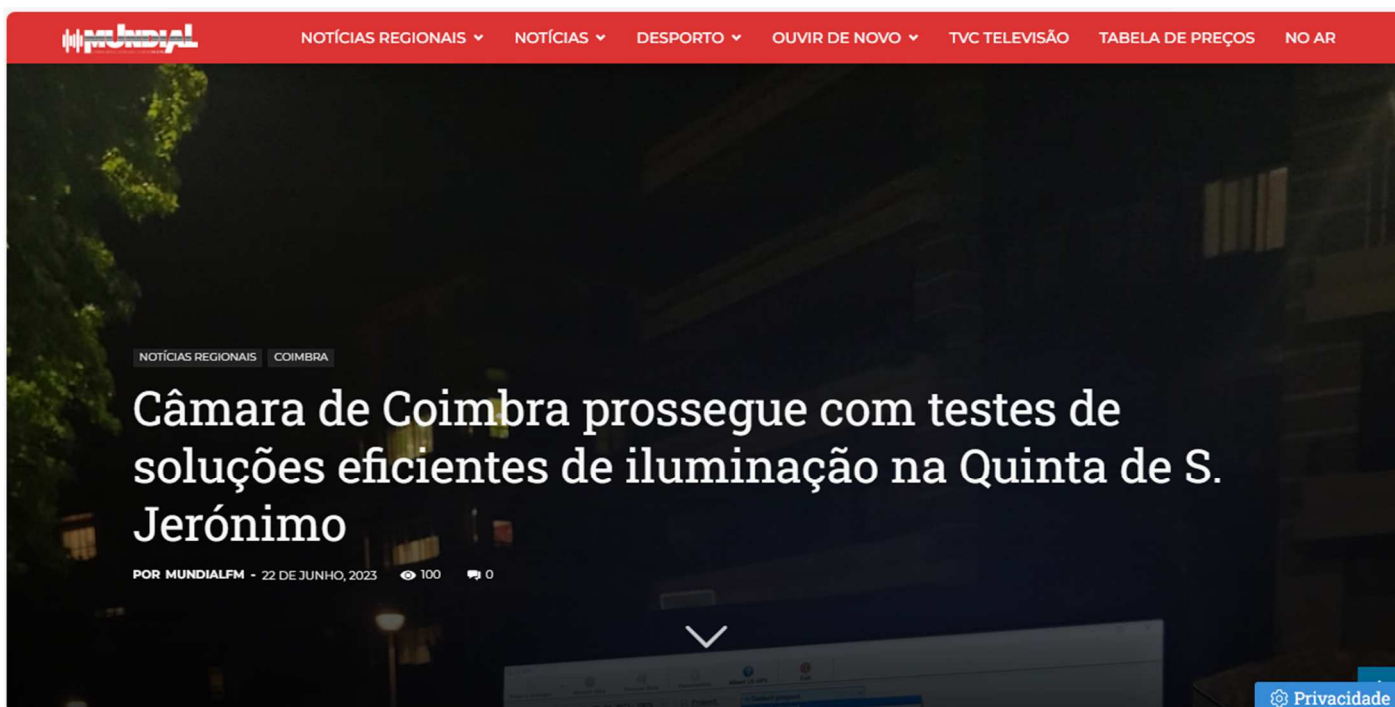 MUNDIAL
NOTÍCIAS REGIONAIS NOTÍCIAS DESPORTO OUVIR DE NOVO TVC TELEVISÃO TABELA DE PREÇOS NO AR
NOTÍCIAS REGIONAIS COIMBRA
Câmara de Coimbra prossegue com testes de
soluções eficientes de iluminação na Quinta de S.
Jerónimo
POR MUNDIALFM - 22 DE JUNHO, 2023 100 0
Privacidade